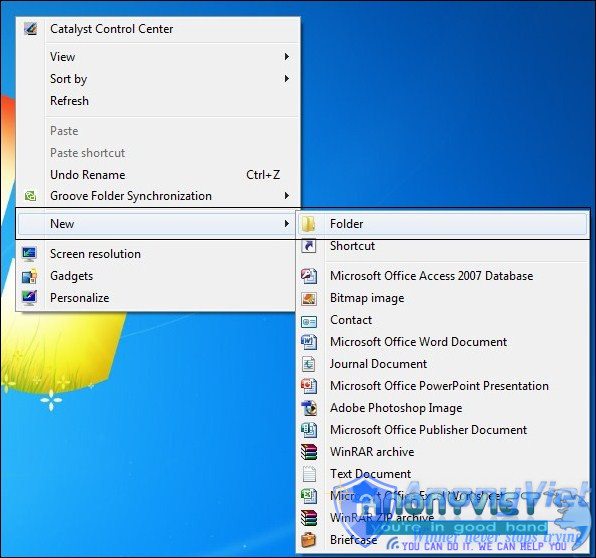 Catalyst Control Center
View
Sort by
Refresh
Paste
Paste shortcut
Undo Rename Ctrl+Z
Groove Folder Synchronization
New
Screen resolution
Gadgets
Personalize
Folder
Shortcut
Microsoft Office Access 2007 Database
Bitmap image
Contact
Microsoft Office Word Document
Journal Document
Microsoft Office PowerPoint Presentation
Adobe Photoshop Image
Microsoft Office Publisher Document
WinRAR archive
Text Document
Microsoft Office Excel Worksheet
WinRAR ZIP archive
Briefcase
AnonyViet
ANONYVIET
you're in good hand
Winner never stops trying
YOU CAN DO IT, WE CAN HELP YOU